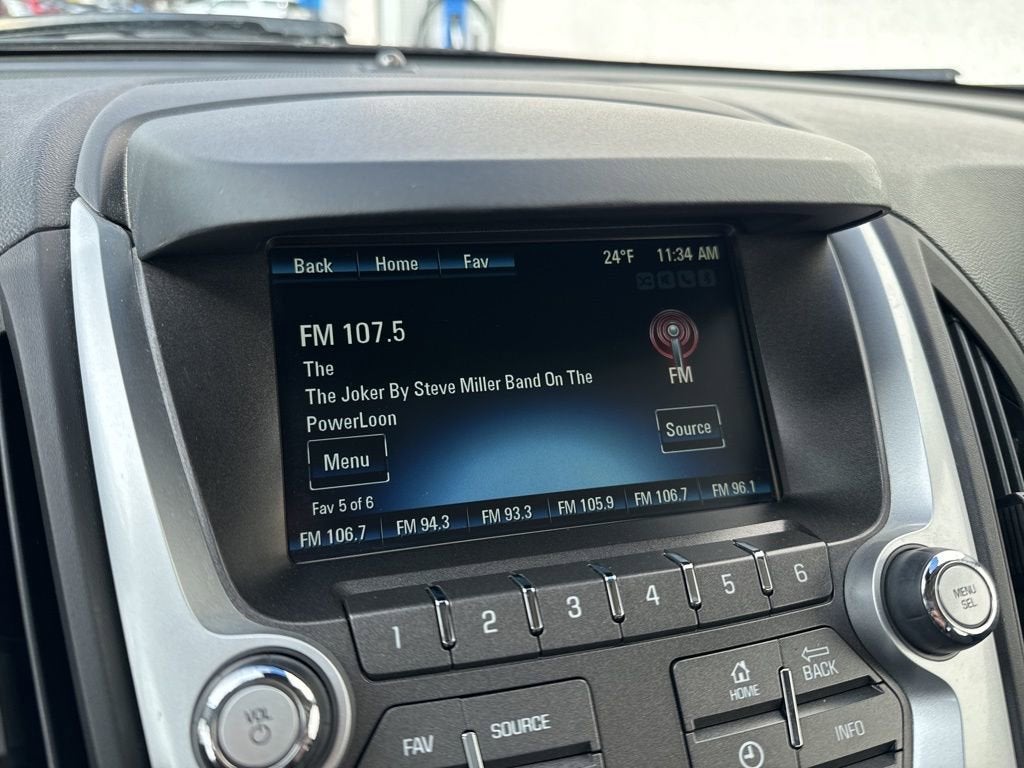 Back Home Fav 24°F 11:34 AM
FM 107.5
The
The Joker By Steve Miller Band On The
PowerLoon
FM
Menu
Source
Fav 5 of 6
FM 106.7 FM 94.3 FM 93.3 FM 105.9 FM 106.7 FM 96.1
1 2 3 4 5 6
MENU
SEL
VOL
FAV SOURCE
HOME BACK
INFO